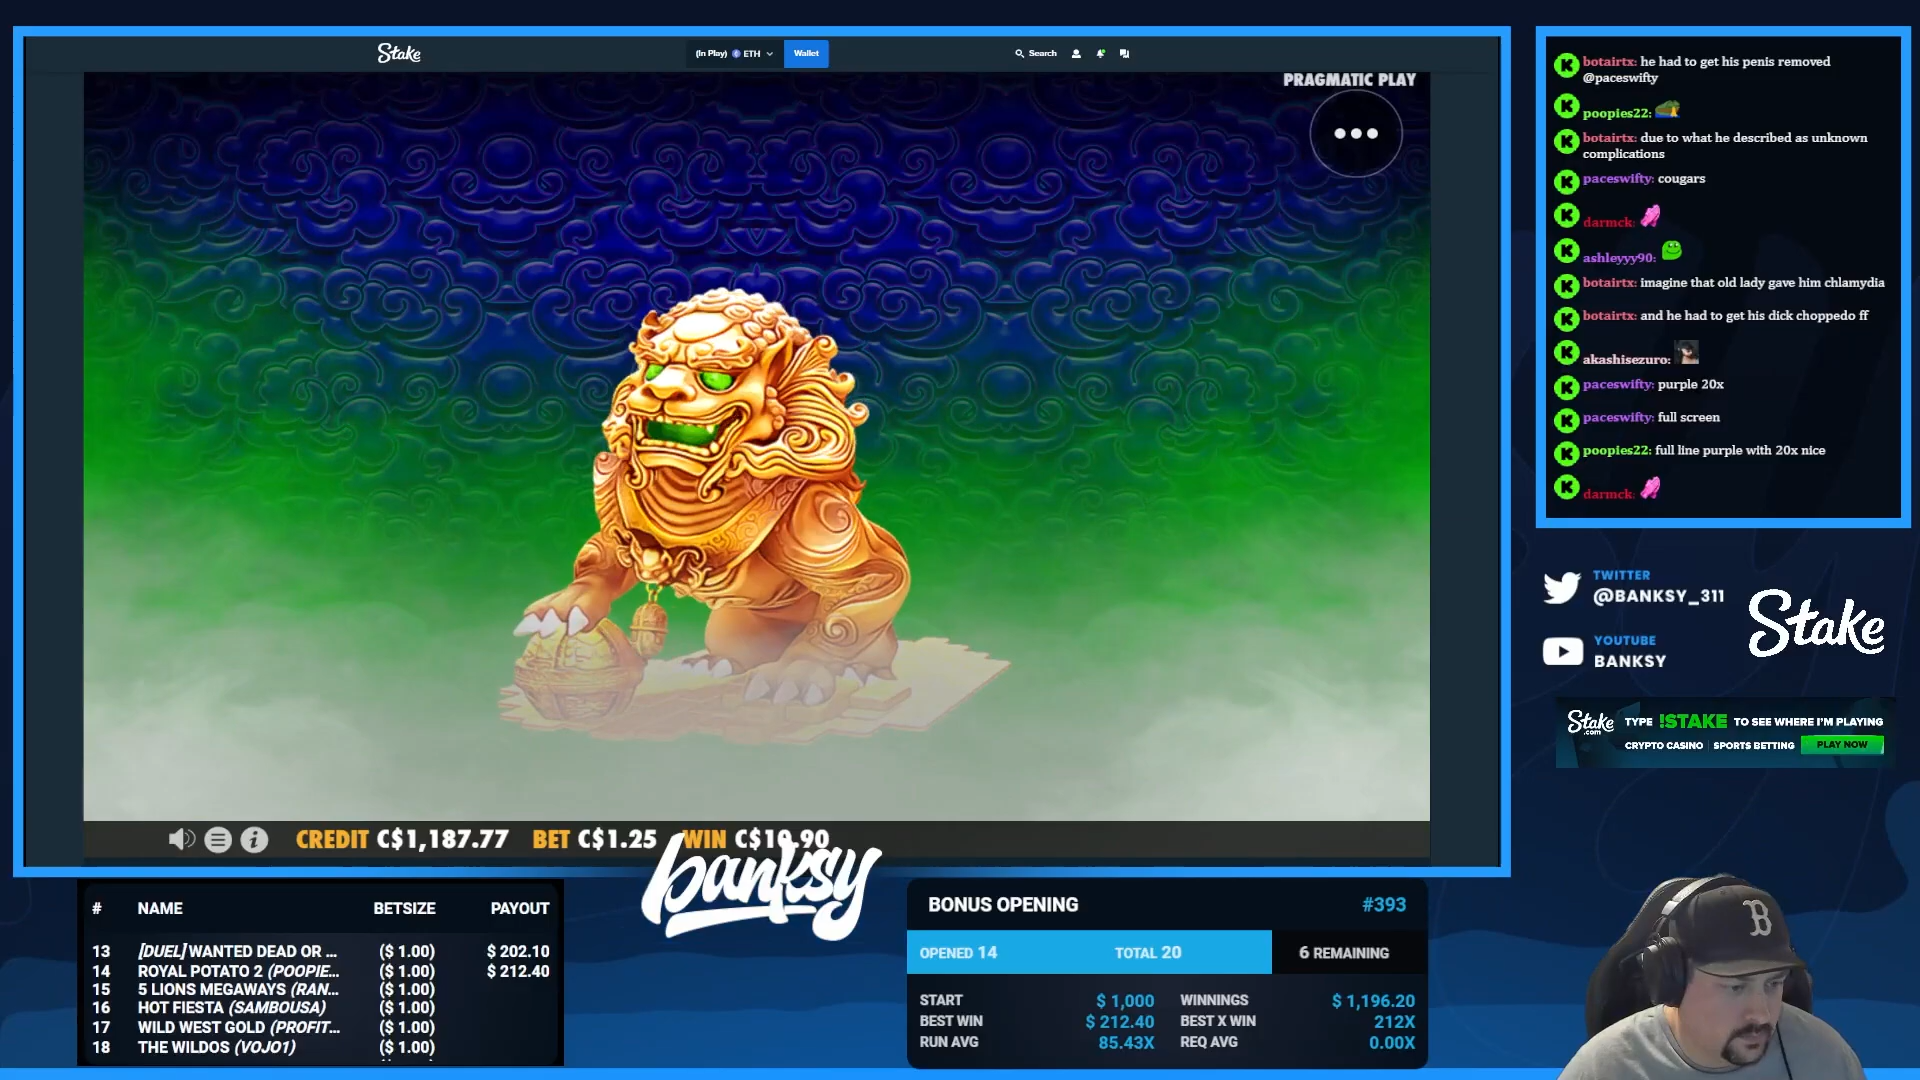 Stake
(In Play) ETH
Wallet
Search
PRAGMATIC PLAY
CREDIT C$1,187.77 BET C$1.25 WIN C$10.90
banksy
botairtx: he had to get his penis removed
@paceswifty
poopies22:
botairtx: due to what he described as unknown
complications
paceswifty: cougars
darmck:
ashleyyy90:
botairtx: imagine that old lady gave him chlamydia
botairtx: and he had to get his dick choppedo ff
akashisezuro:
paceswifty: purple 20x
paceswifty: full screen
poopies22: full line purple with 20x nice
darmck:
TWITTER
@BANKSY_311
YOUTUBE
BANKSY
Stake
Stake.com TYPE !STAKE TO SEE WHERE I'M PLAYING
CRYPTO CASINO | SPORTS BETTING PLAY NOW
# NAME BETSIZE PAYOUT
13 [DUEL] WANTED DEAD OR ... ($ 1.00) $ 202.10
14 ROYAL POTATO 2 (POOPIE... ($ 1.00) $ 212.40
15 5 LIONS MEGAWAYS (RAN... ($ 1.00)
16 HOT FIESTA (SAMBOUSA) ($ 1.00)
17 WILD WEST GOLD (PROFIT... ($ 1.00)
18 THE WILDOS (VOJO1) ($ 1.00)
BONUS OPENING #393
OPENED 14 TOTAL 20 6 REMAINING
START $ 1,000 WINNINGS $ 1,196.20
BEST WIN $ 212.40 BEST X WIN 212X
RUN AVG 85.43X REQ AVG 0.00X
B